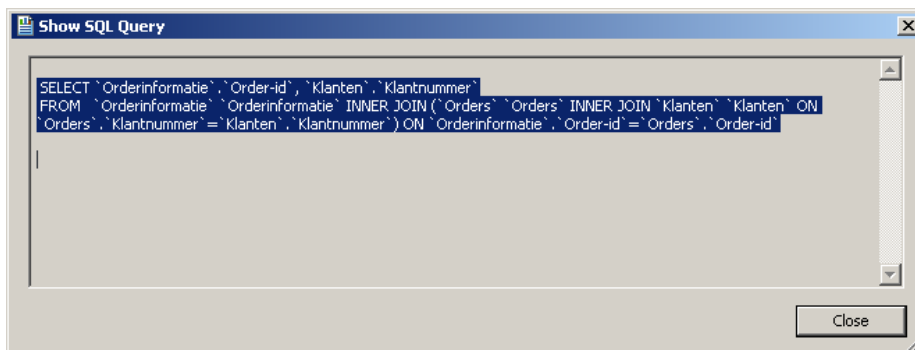 Show SQL Query
SELECT `Orderinformatie`.`Order-id`, `Klanten`.`Klantnummer`
FROM  `Orderinformatie` `Orderinformatie` INNER JOIN (`Orders` `Orders` INNER JOIN `Klanten` `Klanten` ON
`Orders`.`Klantnummer`=`Klanten`.`Klantnummer`) ON `Orderinformatie`.`Order-id`=`Orders`.`Order-id`
Close